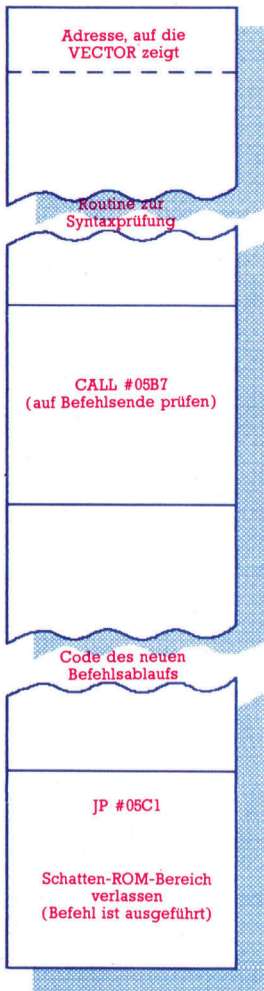 Adresse, auf die
VECTOR zeigt
Routine zur
Syntaxprüfung
CALL #05B7
(auf Befehlsende prüfen)
Code des neuen
Befehlsablaufs
JP #05C1
Schatten-ROM-Bereich
verlassen
(Befehl ist ausgeführt)